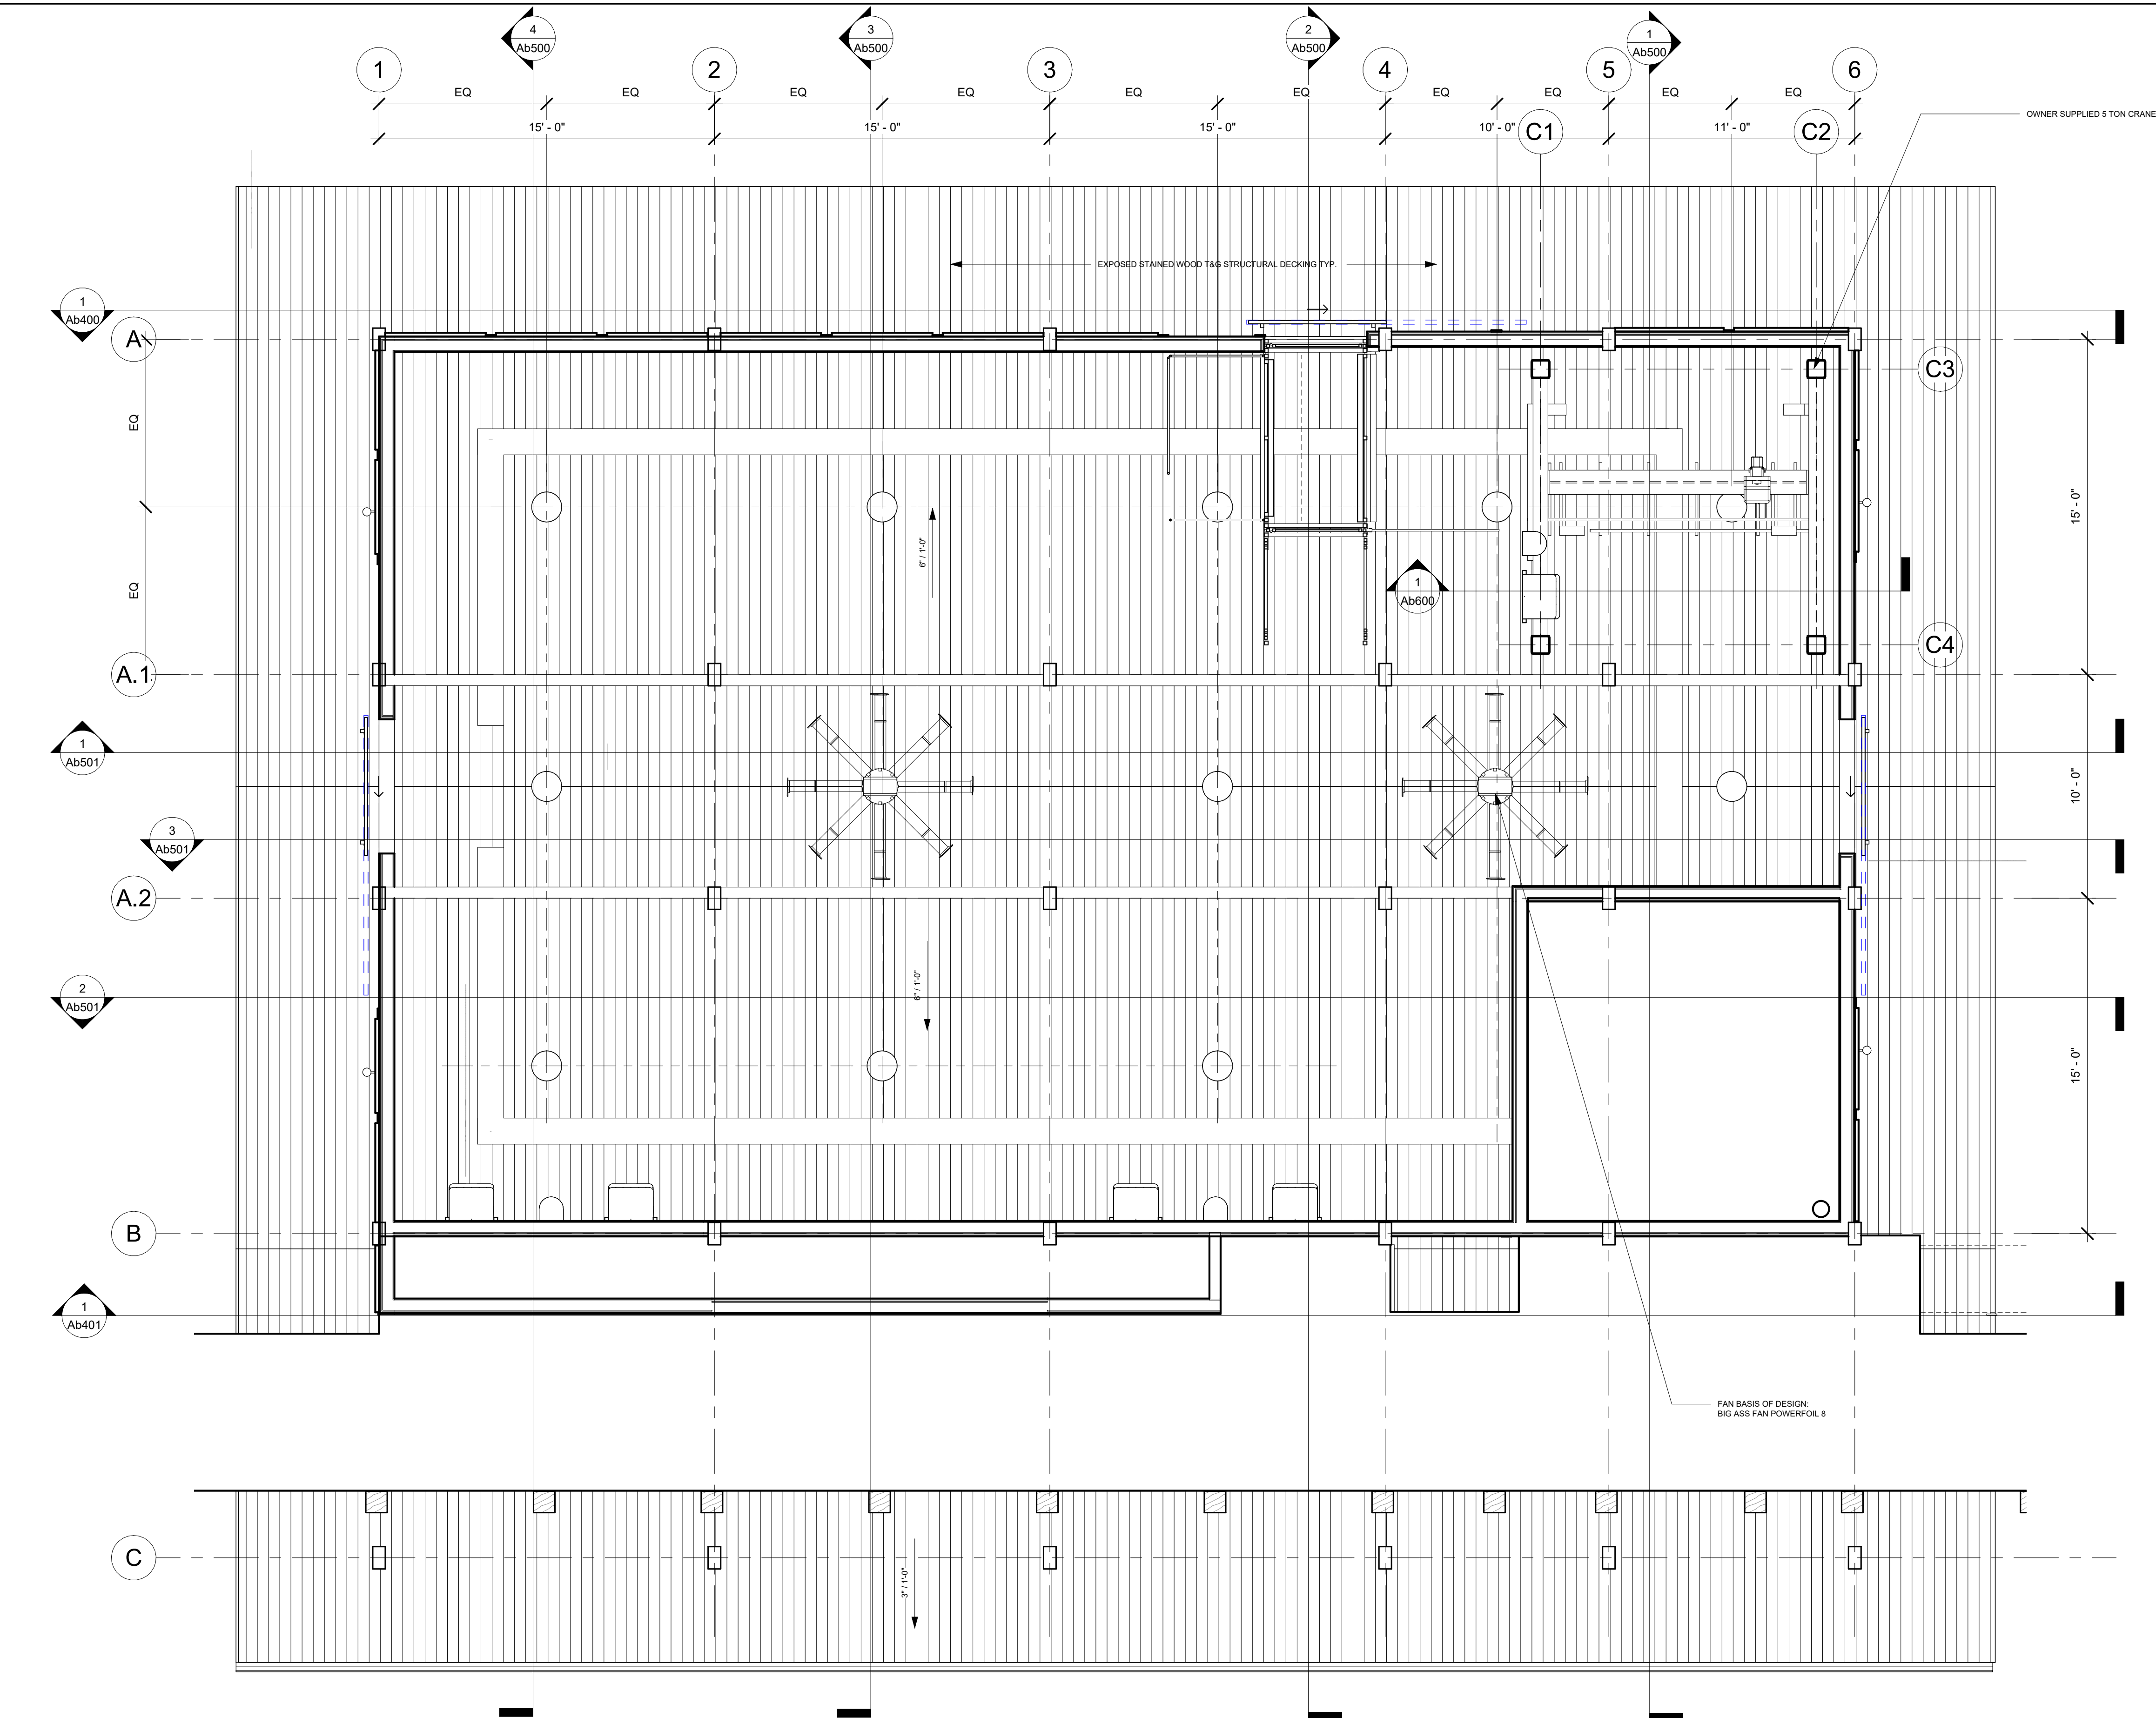 4
Ab500
3
Ab500
2
Ab500
1
Ab500
1
2
3
4
5
6
EQ
EQ
EQ
EQ
EQ
EQ
EQ
EQ
EQ
EQ
OWNER SUPPLIED 5 TON CRANE
15' - 0"
15' - 0"
15' - 0"
10' - 0"
C1
11' - 0"
C2
EXPOSED STAINED WOOD T&G STRUCTURAL DECKING TYP.
1
Ab400
A
C3
EQ
15' - 0"
6" / 1'-0"
EQ
1
Ab600
C4
A.1
1
Ab501
10' - 0"
3
Ab501
A.2
6" / 1'-0"
2
Ab501
15' - 0"
B
1
Ab401
FAN BASIS OF DESIGN:
BIG ASS FAN POWERFOIL 8
C
3" / 1'-0"